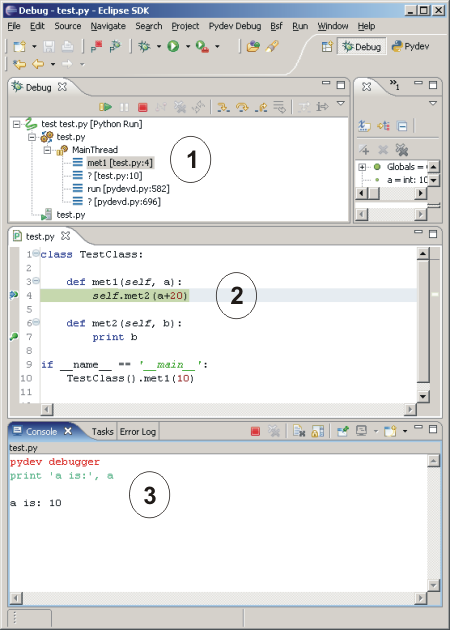 Debug - test.py - Eclipse SDK
File Edit Source Navigate Search Project Pydev Debug Bsf Run Window Help
Debug Pydev
Debug
1
test test.py [Python Run]
test.py
MainThread
met1 [test.py:4]
? [test.py:10]
run [pydevd.py:582]
? [pydevd.py:696]
test.py
1
Globals =
a = int: 10
test.py
1 class TestClass:
2
3 def met1(self, a):
4 self.met2(a+20)
5
6 def met2(self, b):
7 print b
8
9 if __name__ == '__main__':
10 TestClass().met1(10)
11
2
Console Tasks Error Log
test.py
pydev debugger
print 'a is:', a
a is: 10
3